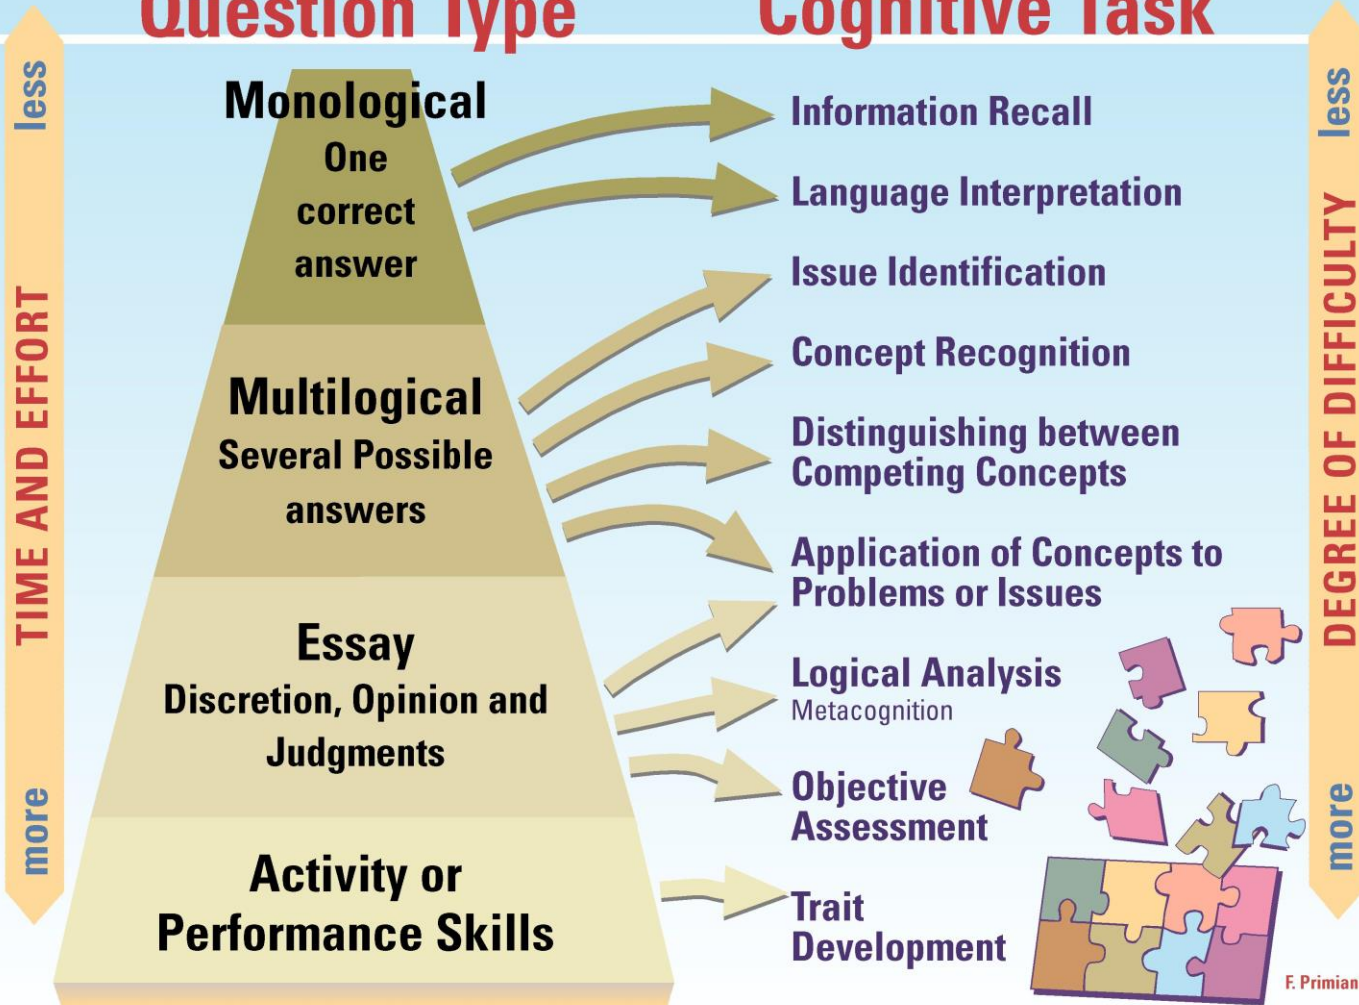 Question Type
Cognitive Task
less
TIME AND EFFORT
more
Monological
One
correct
answer
Multilogical
Several Possible
answers
Essay
Discretion, Opinion and
Judgments
Activity or
Performance Skills
Information Recall
Language Interpretation
Issue Identification
Concept Recognition
Distinguishing between
Competing Concepts
Application of Concepts to
Problems or Issues
Logical Analysis
Metacognition
Objective
Assessment
Trait
Development
less
DEGREE OF DIFFICULTY
more
F. Primian